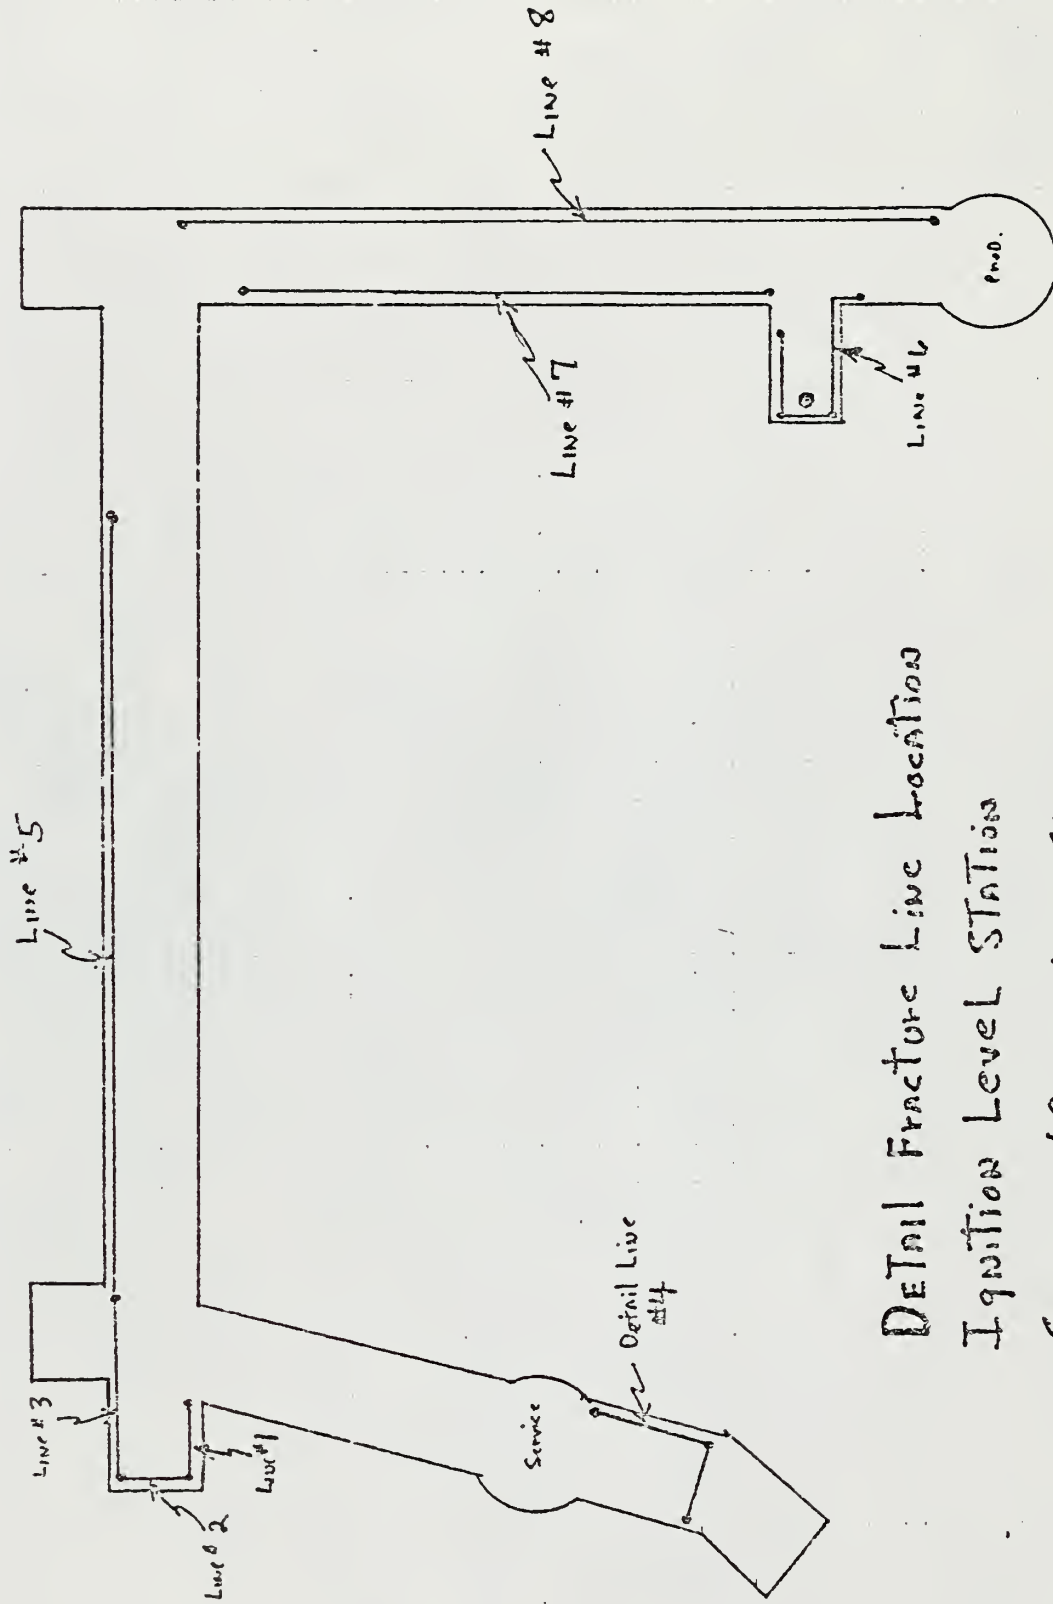 Line #5
Line #3
Line #2
Line #1
Service
Detail Line
#4
Line #8
Line #7
Line #6
Prod.
Detail Fracture Line Location
Ignition Level Station